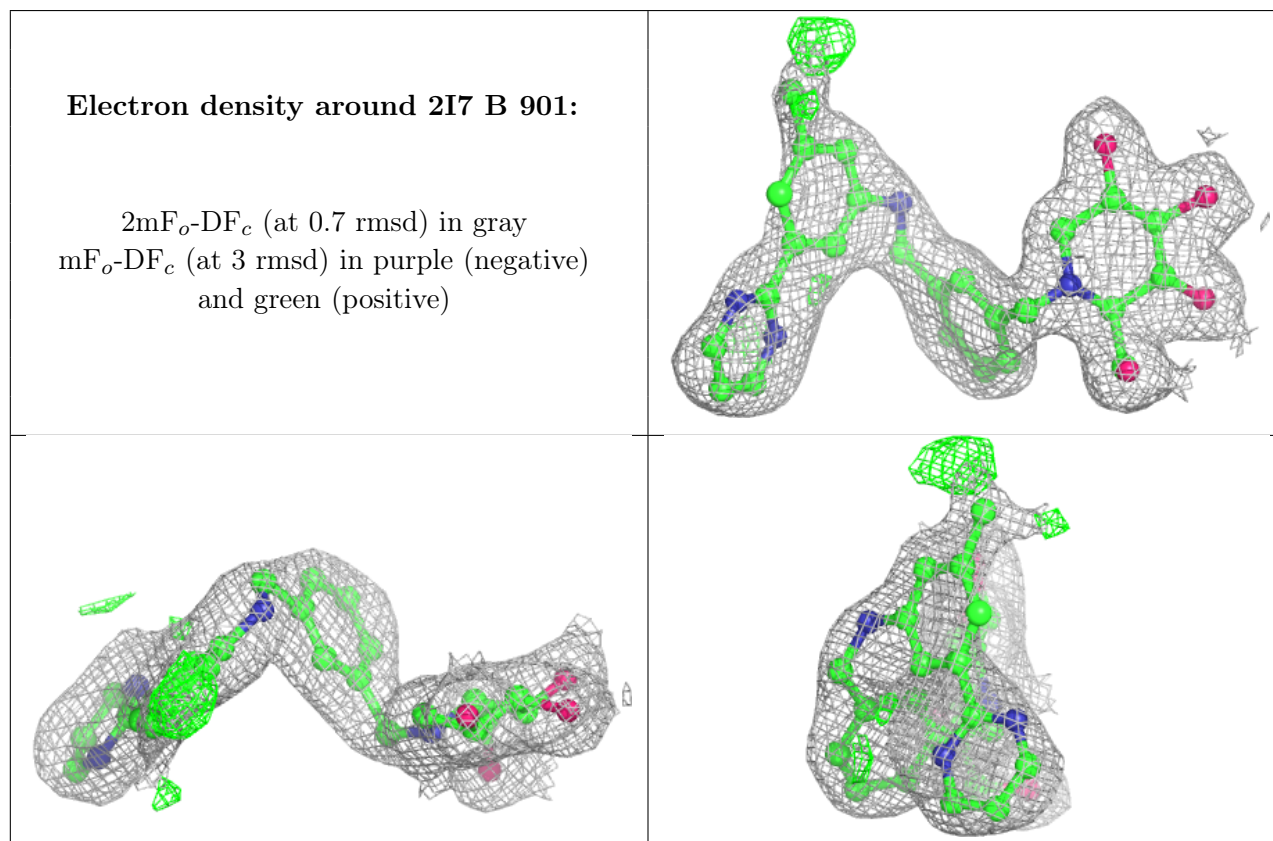 Electron density around 2I7 B 901:
2mFo-DFc (at 0.7 rmsd) in gray
mFo-DFc (at 3 rmsd) in purple (negative)
and green (positive)